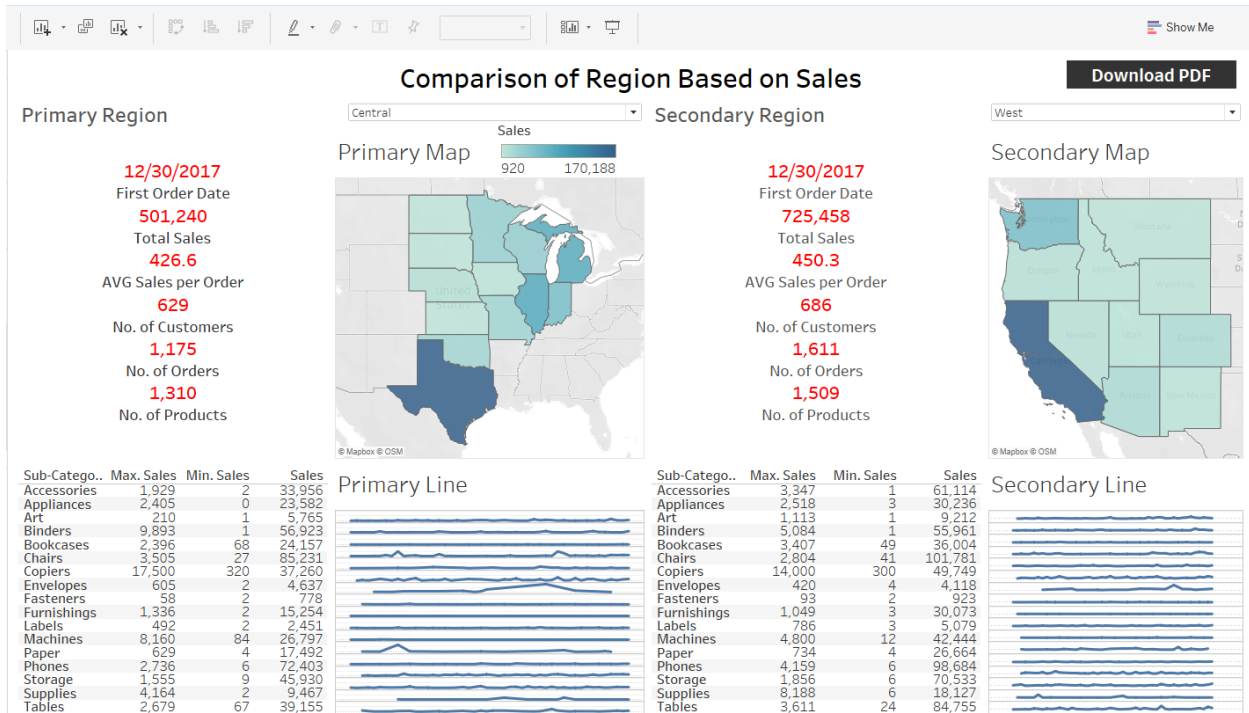 Show Me
Comparison of Region Based on Sales
Download PDF
Primary Region
Central
Sales
920 170,188
Primary Map
12/30/2017
First Order Date
501,240
Total Sales
426.6
AVG Sales per Order
629
No. of Customers
1,175
No. of Orders
1,310
No. of Products
United
States
© Mapbox © OSM
Secondary Region
West
Secondary Map
12/30/2017
First Order Date
725,458
Total Sales
450.3
AVG Sales per Order
686
No. of Customers
1,611
No. of Orders
1,509
No. of Products
Washington
Montana
Oregon
Idaho
Wyoming
Nevada
Utah
Colorado
California
Arizona
New Mexico
© Mapbox © OSM
Sub-Catego.. Max. Sales Min. Sales Sales
Accessories 1,929 2 33,956
Appliances 2,405 0 23,582
Art 210 1 5,765
Binders 9,893 1 56,923
Bookcases 2,396 68 24,157
Chairs 3,505 27 85,231
Copiers 17,500 320 37,260
Envelopes 605 2 4,637
Fasteners 58 2 778
Furnishings 1,336 2 15,254
Labels 492 2 2,451
Machines 8,160 84 26,797
Paper 629 4 17,492
Phones 2,736 6 72,403
Storage 1,555 9 45,930
Supplies 4,164 2 9,467
Tables 2,679 67 39,155
Primary Line
Sub-Catego.. Max. Sales Min. Sales Sales
Accessories 3,347 1 61,114
Appliances 2,518 3 30,236
Art 1,113 1 9,212
Binders 5,084 1 55,961
Bookcases 3,407 49 36,004
Chairs 2,804 41 101,781
Copiers 14,000 300 49,749
Envelopes 420 4 4,118
Fasteners 93 2 923
Furnishings 1,049 3 30,073
Labels 786 3 5,079
Machines 4,800 12 42,444
Paper 734 4 26,664
Phones 4,159 6 98,684
Storage 1,856 6 70,533
Supplies 8,188 6 18,127
Tables 3,611 24 84,755
Secondary Line